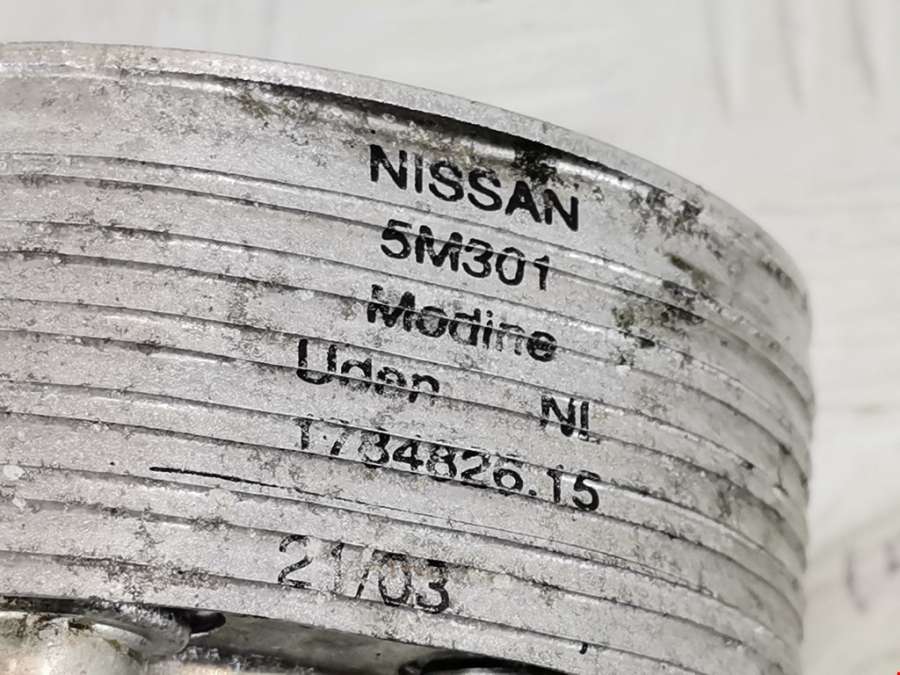 NISSAN
5M301
Modine
Uden NL
1784826.15
21/03